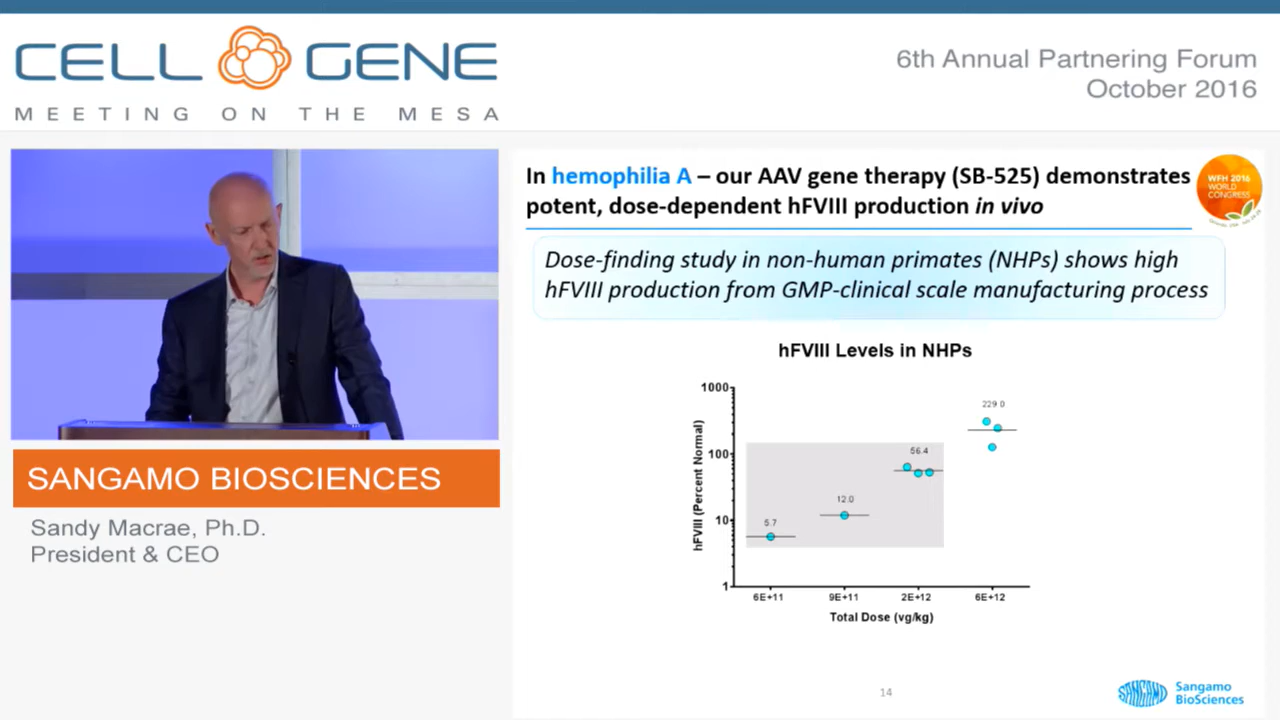 CELL GENE
MEETING ON THE MESA
6th Annual Partnering Forum
October 2016
SANGAMO BIOSCIENCES
Sandy Macrae, Ph.D.
President & CEO
In hemophilia A – our AAV gene therapy (SB-525) demonstrates
potent, dose-dependent hFVIII production in vivo
WFH 2016
WORLD
CONGRESS
Dose-finding study in non-human primates (NHPs) shows high
hFVIII production from GMP-clinical scale manufacturing process
hFVIII Levels in NHPs
hFVIII (Percent Normal)
1000
100
10
1
5.7
12.0
56.4
229.0
6E+11
9E+11
2E+12
6E+12
Total Dose (vg/kg)
14
SANGAMO
Sangamo
BioSciences